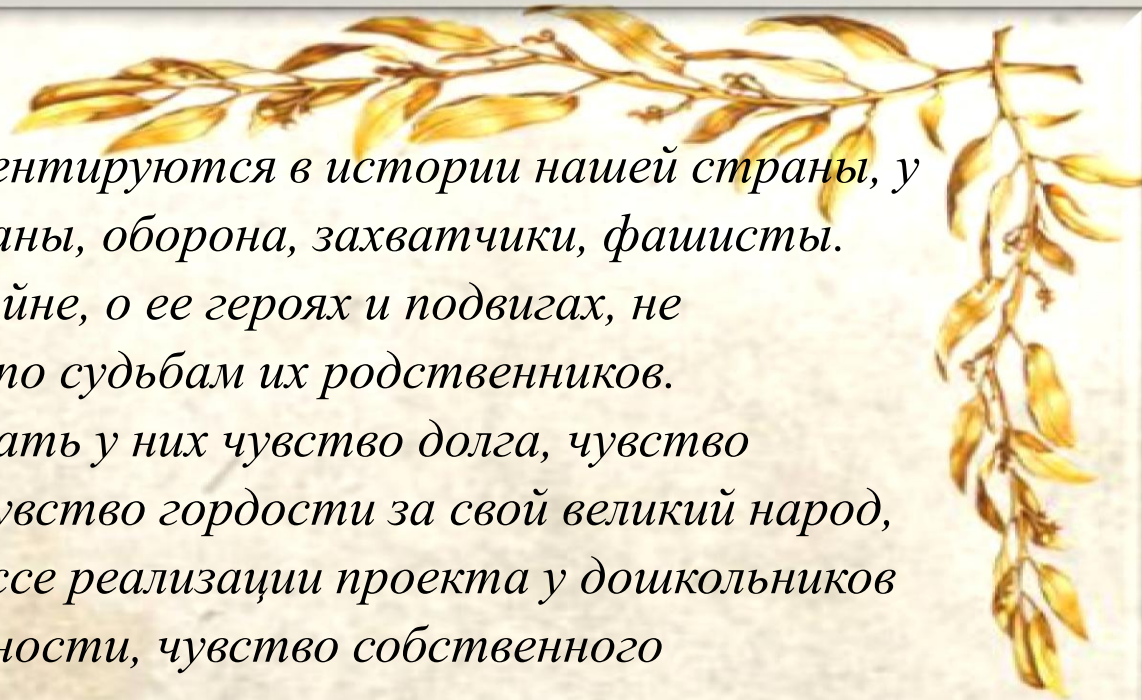 ентируются в истории нашей страны, у
аны, оборона, захватчики, фашисты.
йне, о ее героях и подвигах, не
по судьбам их родственников.
ать у них чувство долга, чувство
увство гордости за свой великий народ,
ссе реализации проекта у дошкольников
ности, чувство собственного